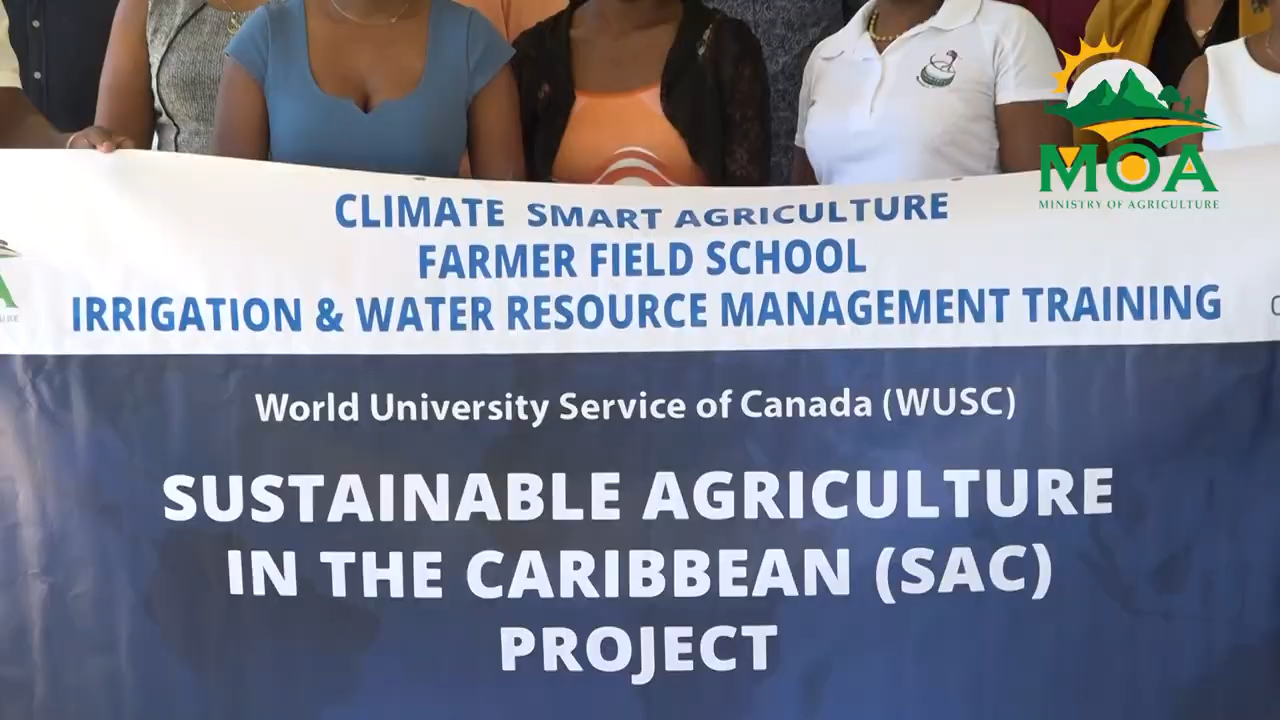 MOA
MINISTRY OF AGRICULTURE
CLIMATE SMART AGRICULTURE
FARMER FIELD SCHOOL
IRRIGATION & WATER RESOURCE MANAGEMENT TRAINING
World University Service of Canada (WUSC)
SUSTAINABLE AGRICULTURE
IN THE CARIBBEAN (SAC)
PROJECT